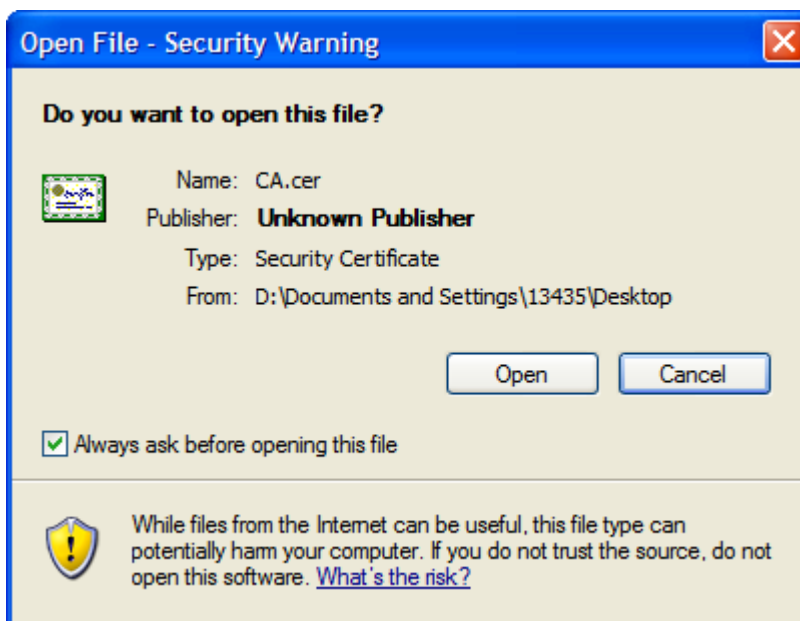 Open File - Security Warning
Do you want to open this file?
Name: CA.cer
Publisher: Unknown Publisher
Type: Security Certificate
From: D:\Documents and Settings\13435\Desktop
Open Cancel
Always ask before opening this file
While files from the Internet can be useful, this file type can
potentially harm your computer. If you do not trust the source, do not
open this software. What's the risk?